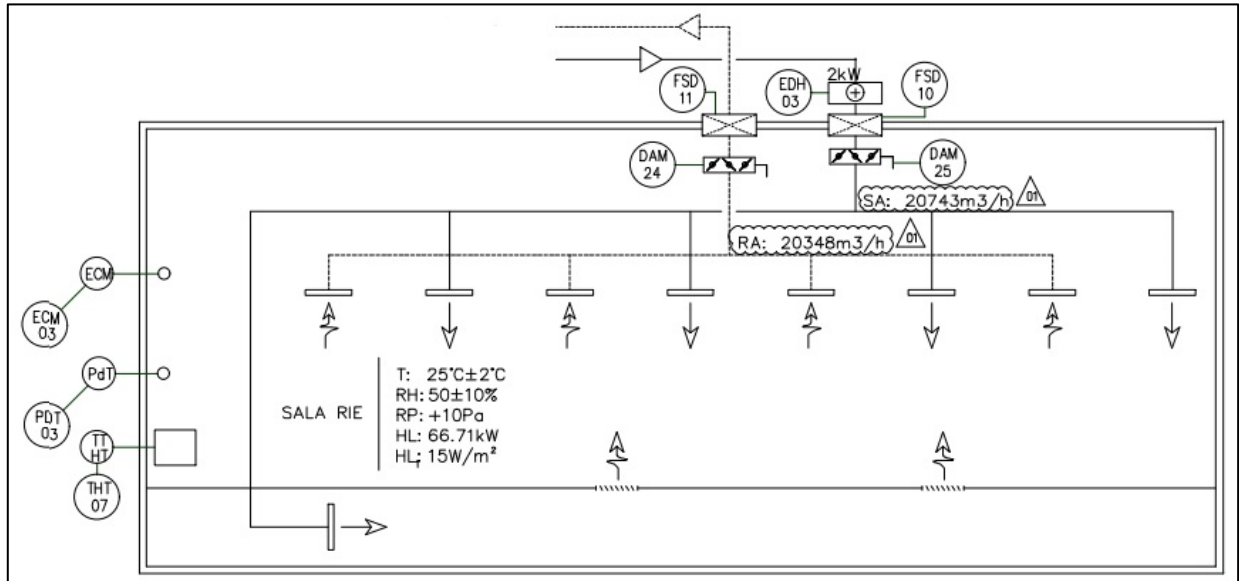 2kW
FSD
11
EDH
03
FSD
10
DAM
24
DAM
25
SA: 20743m3/h
01
RA: 20348m3/h
01
ECM
ECM
03
PdT
PDT
03
TT
HT
THT
07
SALA RIE
T: 25°C±2°C
RH: 50±10%
RP: +10Pa
HL: 66.71kW
HL: 15W/m²